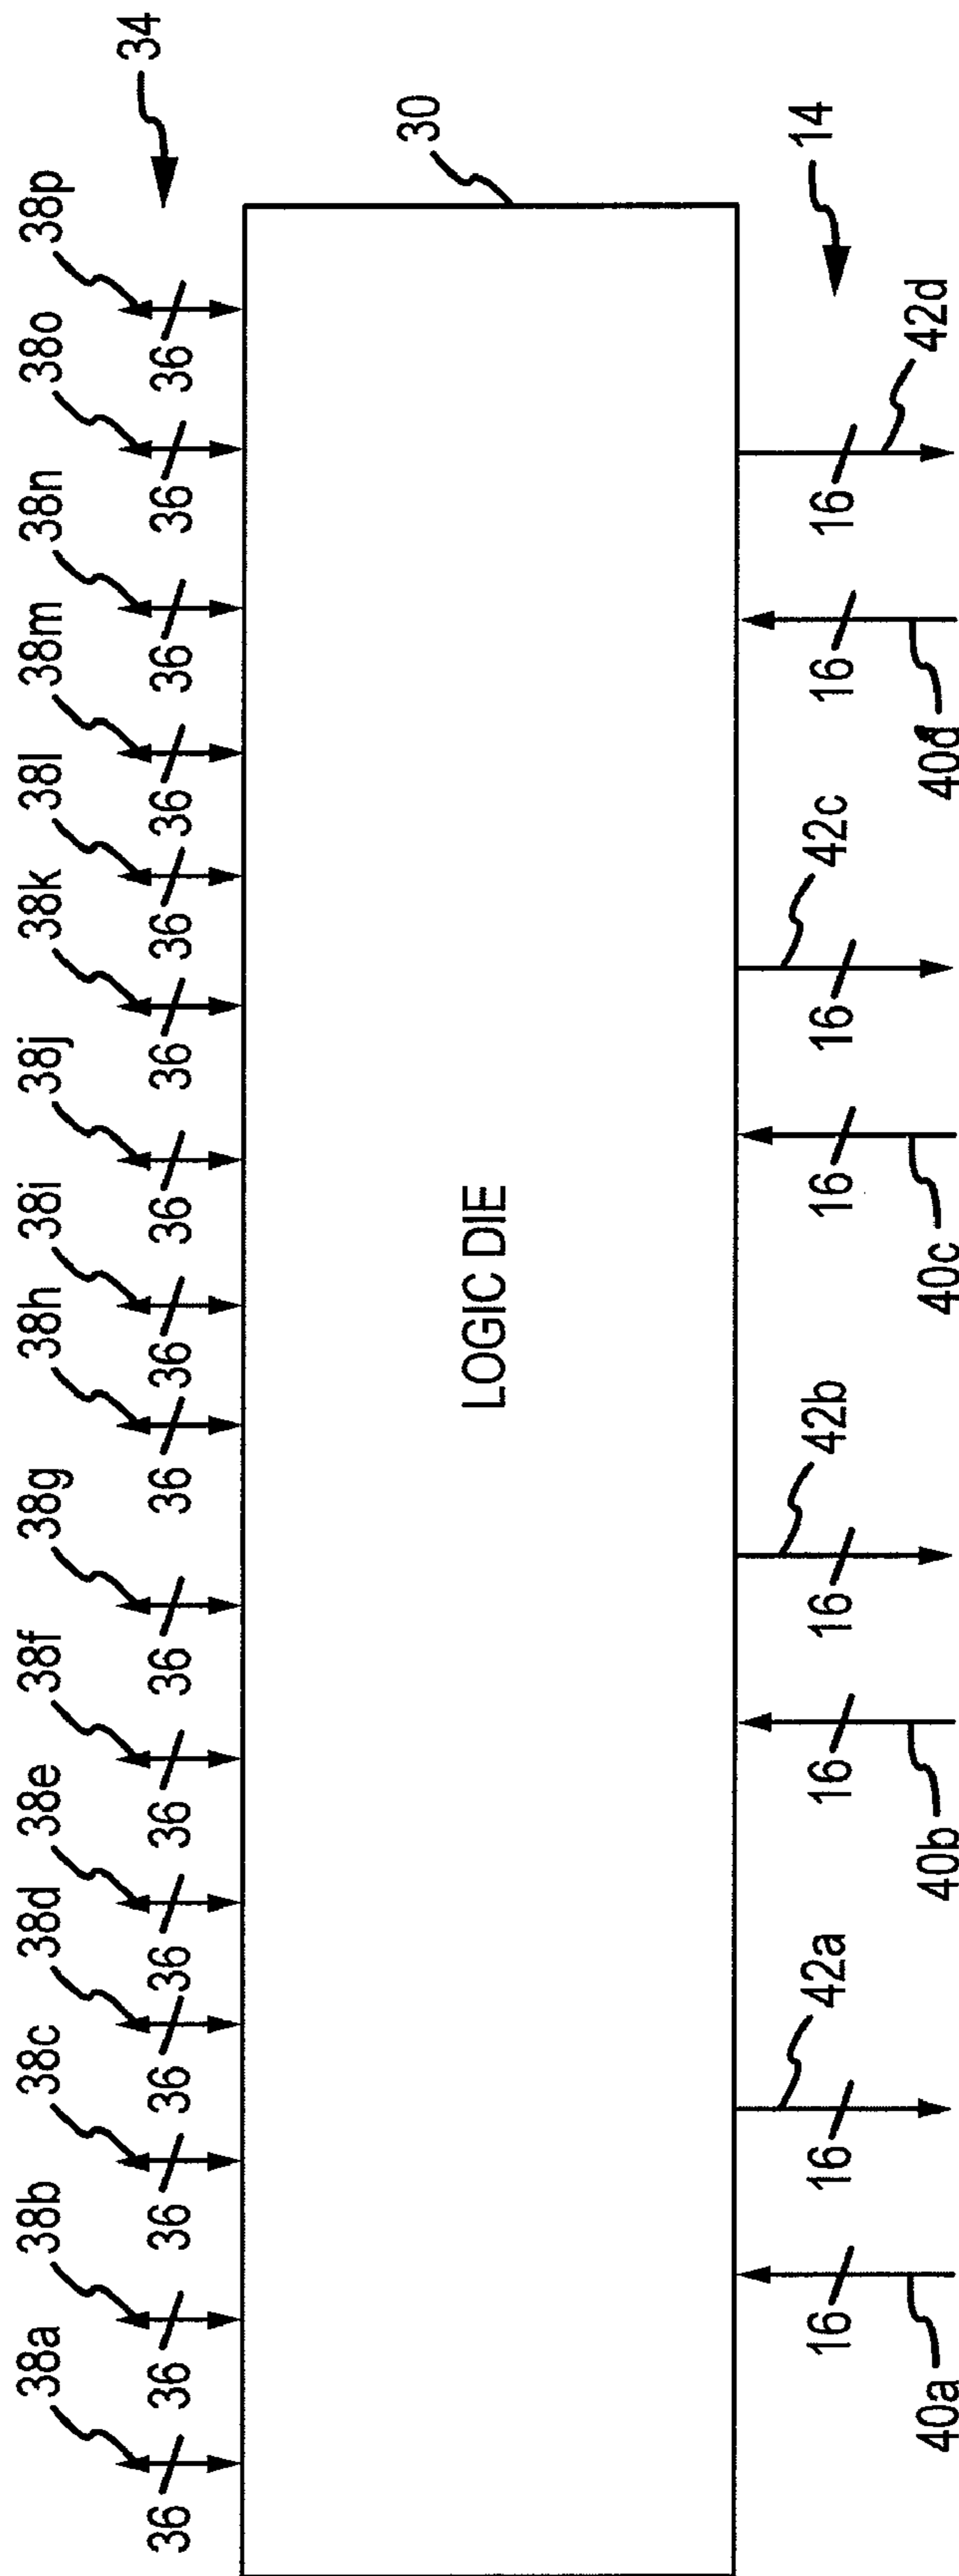 34
38a 38b 38c 38d 38e 38f 38g 38h 38i 38j 38k 38l 38m 38n 38o 38p
36 36 36 36 36 36 36 36 36 36 36 36 36 36 36 36
30
LOGIC DIE
14
42a 42b 42c 42d
16 16 16 16 16 16 16 16
40a 40b 40c 40d